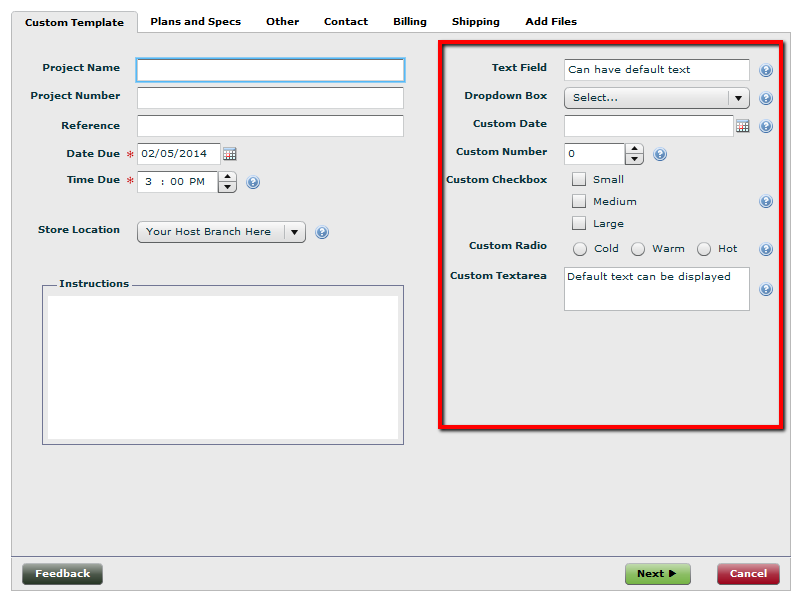 Custom Template Plans and Specs Other Contact Billing Shipping Add Files
Project Name
Project Number
Reference
Date Due * 02/05/2014
Time Due * 3 : 00 PM
Store Location Your Host Branch Here
Instructions
Text Field Can have default text
Dropdown Box Select...
Custom Date
Custom Number 0
Custom Checkbox Small
Medium
Large
Custom Radio Cold Warm Hot
Custom Textarea Default text can be displayed
Feedback Next Cancel